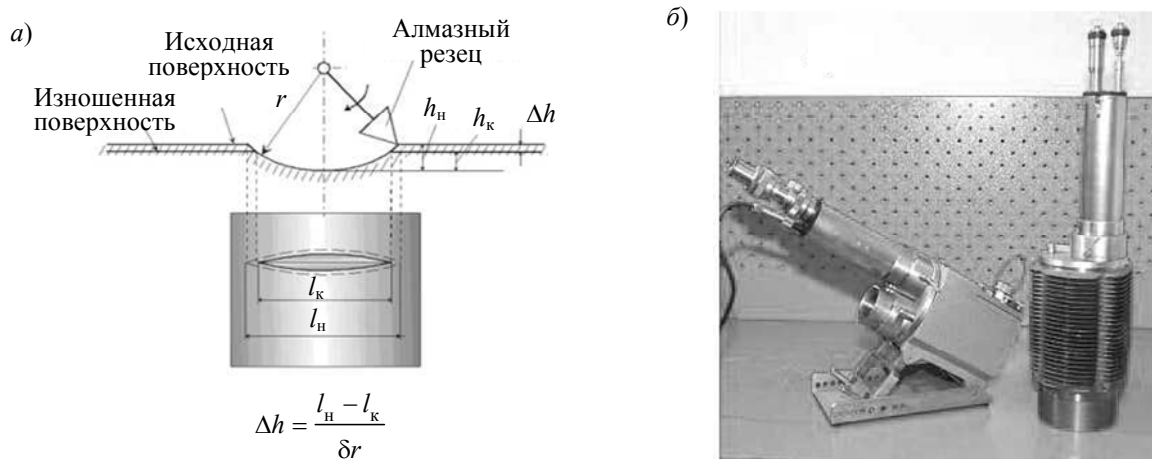 а)
Исходная
поверхность
Изношенная
поверхность
Алмазный
резец
r
hн
hк
Δh
lк
lн
Δh = (lн − lк) / δr
б)